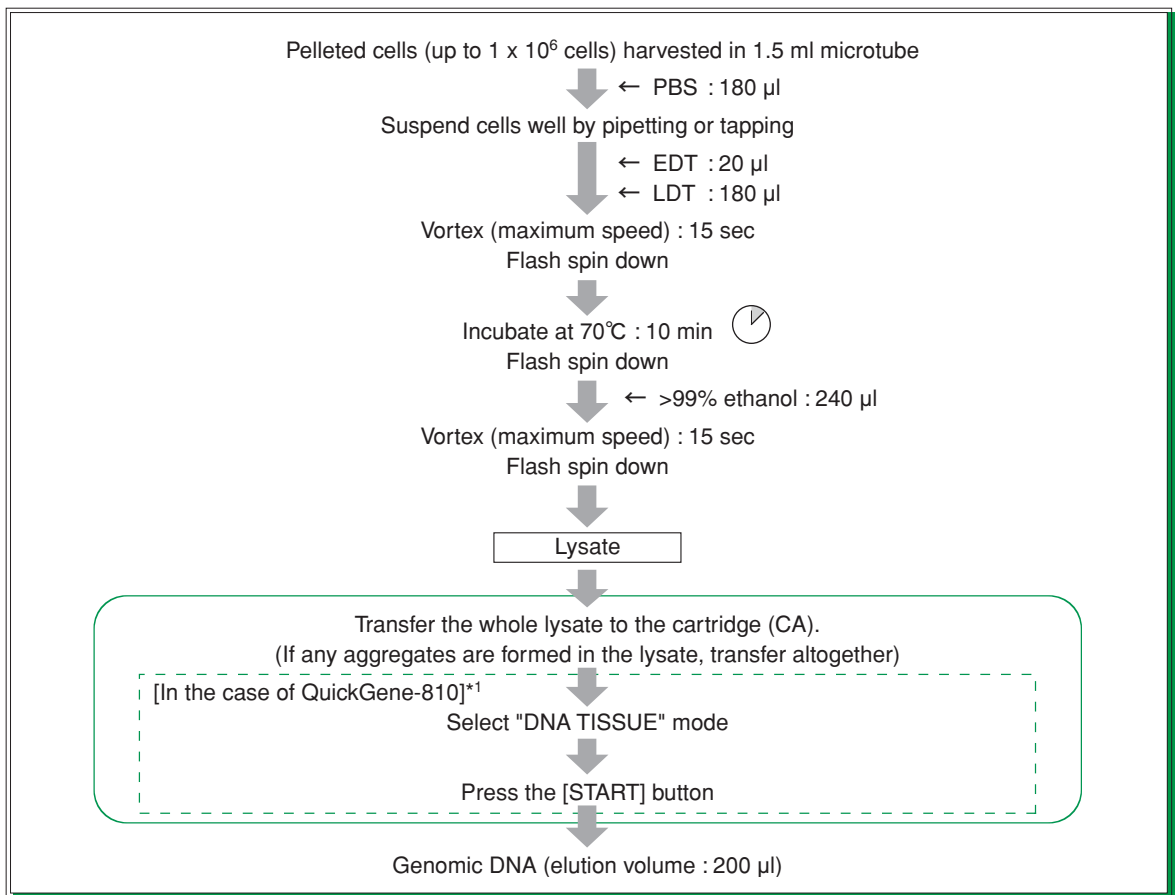 Pelleted cells (up to 1 x 10⁶ cells) harvested in 1.5 ml microtube
← PBS : 180 µl
Suspend cells well by pipetting or tapping
← EDT : 20 µl
← LDT : 180 µl
Vortex (maximum speed) : 15 sec
Flash spin down
Incubate at 70℃ : 10 min
Flash spin down
← >99% ethanol : 240 µl
Vortex (maximum speed) : 15 sec
Flash spin down
Lysate
Transfer the whole lysate to the cartridge (CA).
(If any aggregates are formed in the lysate, transfer altogether)
[In the case of QuickGene-810]*¹
Select "DNA TISSUE" mode
Press the [START] button
Genomic DNA (elution volume : 200 µl)